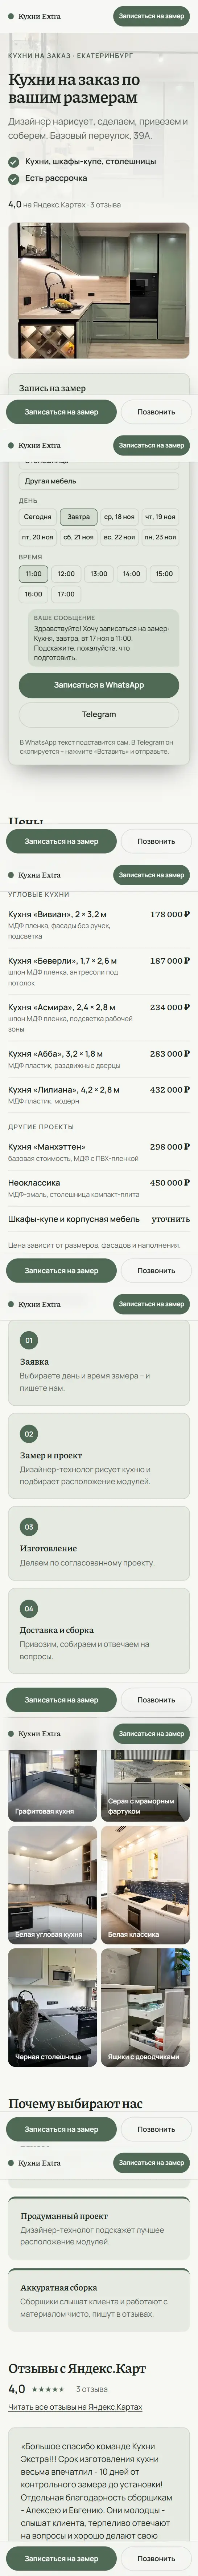 Кухни Extra
Записаться на замер
КУХНИ НА ЗАКАЗ · ЕКАТЕРИНБУРГ
Кухни на заказ по
вашим размерам
Дизайнер нарисует, сделаем, привезем и
соберем. Базовый переулок, 39А.
Кухни, шкафы-купе, столешницы
Есть рассрочка
4,0 на Яндекс.Картах · 3 отзыва
Запись на замер
Записаться на замер
Позвонить
Кухни Extra
Записаться на замер
Столешница
Другая мебель
ДЕНЬ
Сегодня
Завтра
ср, 18 ноя
чт, 19 ноя
пт, 20 ноя
сб, 21 ноя
вс, 22 ноя
пн, 23 ноя
ВРЕМЯ
11:00
12:00
13:00
14:00
15:00
16:00
17:00
ВАШЕ СООБЩЕНИЕ
Здравствуйте! Хочу записаться на замер:
Кухня, завтра, вт 17 ноя в 11:00.
Подскажите, пожалуйста, что
подготовить.
Записаться в WhatsApp
Telegram
В WhatsApp текст подставится сам. В Telegram он
скопируется – нажмите «Вставить» и отправьте.
Цены
Записаться на замер
Позвонить
Кухни Extra
Записаться на замер
УГЛОВЫЕ КУХНИ
Кухня «Вивиан», 2 × 3,2 м
178 000 ₽
МДФ пленка, фасады без ручек,
подсветка
Кухня «Беверли», 1,7 × 2,6 м
187 000 ₽
шпон МДФ пленка, антресоли под
потолок
Кухня «Асмира», 2,4 × 2,8 м
234 000 ₽
шпон МДФ пленка, подсветка рабочей
зоны
Кухня «Абба», 3,2 × 1,8 м
283 000 ₽
МДФ пластик, раздвижные дверцы
Кухня «Лилиана», 4,2 × 2,8 м
432 000 ₽
МДФ пластик, модерн
ДРУГИЕ ПРОЕКТЫ
Кухня «Манхэттен»
298 000 ₽
базовая стоимость, МДФ с ПВХ-пленкой
Неоклассика
450 000 ₽
МДФ-эмаль, столешница компакт-плита
Шкафы-купе и корпусная мебель
уточнить
Цена зависит от размеров, фасадов и наполнения.
Записаться на замер
Позвонить
Кухни Extra
Записаться на замер
01
Заявка
Выбираете день и время замера – и
пишете нам.
02
Замер и проект
Дизайнер-технолог рисует кухню и
подбирает расположение модулей.
03
Изготовление
Делаем по согласованному проекту.
04
Доставка и сборка
Привозим, собираем и отвечаем на
вопросы.
Записаться на замер
Позвонить
Кухни Extra
Записаться на замер
Графитовая кухня
Серая с мраморным
фартуком
Белая угловая кухня
Белая классика
Черная столешница
Ящики с доводчиками
Почему выбирают нас
Записаться на замер
Позвонить
Кухни Extra
Записаться на замер
Продуманный проект
Дизайнер-технолог подскажет лучшее
расположение модулей.
Аккуратная сборка
Сборщики слышат клиента и работают с
материалом чисто, пишут в отзывах.
Отзывы с Яндекс.Карт
4,0
3 отзыва
Читать все отзывы на Яндекс.Картах
«Большое спасибо команде Кухни
Экстра!!! Срок изготовления кухни
весьма впечатлил - 10 дней от
контрольного замера до установки!
Отдельная благодарность сборщикам
- Алексею и Евгению. Они молодцы -
слышат клиента, терпеливо отвечают
на вопросы и хорошо делают свою
Записаться на замер
Позвонить